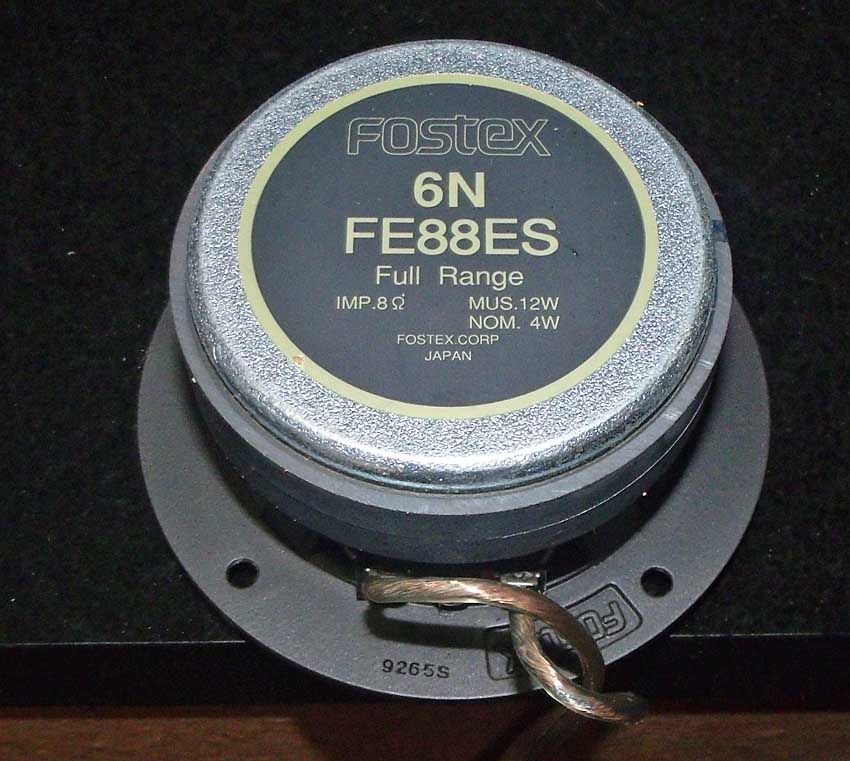 FOSTEX
6N
FE88ES
Full Range
IMP.8Ω MUS.12W
NOM. 4W
FOSTEX.CORP
JAPAN
9265S